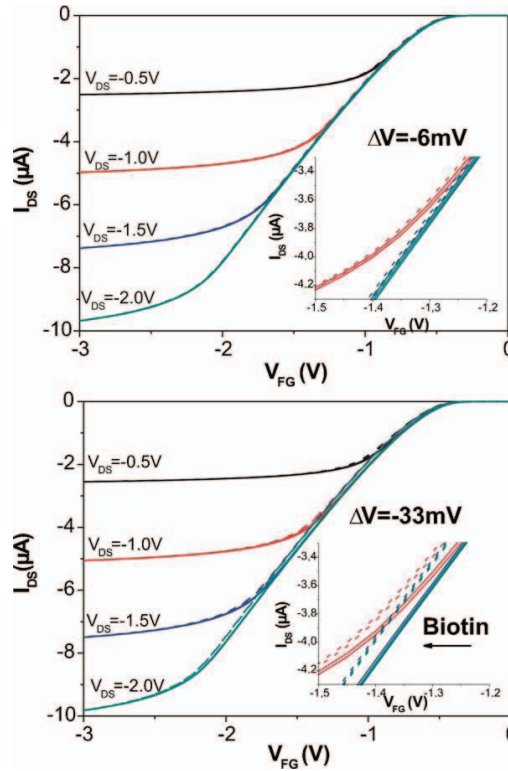 0
-2
-4
-6
-8
-10
I_DS (µA)
V_DS=-0.5V
V_DS=-1.0V
V_DS=-1.5V
V_DS=-2.0V
ΔV=-6mV
-3.4
-3.6
-3.8
-4.0
-4.2
I_DS (µA)
-1.5 -1.4 -1.3 -1.2
V_FG (V)
-3 -2 -1 0
V_FG (V)
0
-2
-4
-6
-8
-10
I_DS(µA)
V_DS=-0.5V
V_DS=-1.0V
V_DS=-1.5V
V_DS=-2.0V
ΔV=-33mV
-3.4
-3.6
-3.8
-4.0
-4.2
I_DS (µA)
Biotin
-1.5 -1.4 -1.3 -1.2
V_FG (V)
-3 -2 -1 0
V_FG (V)